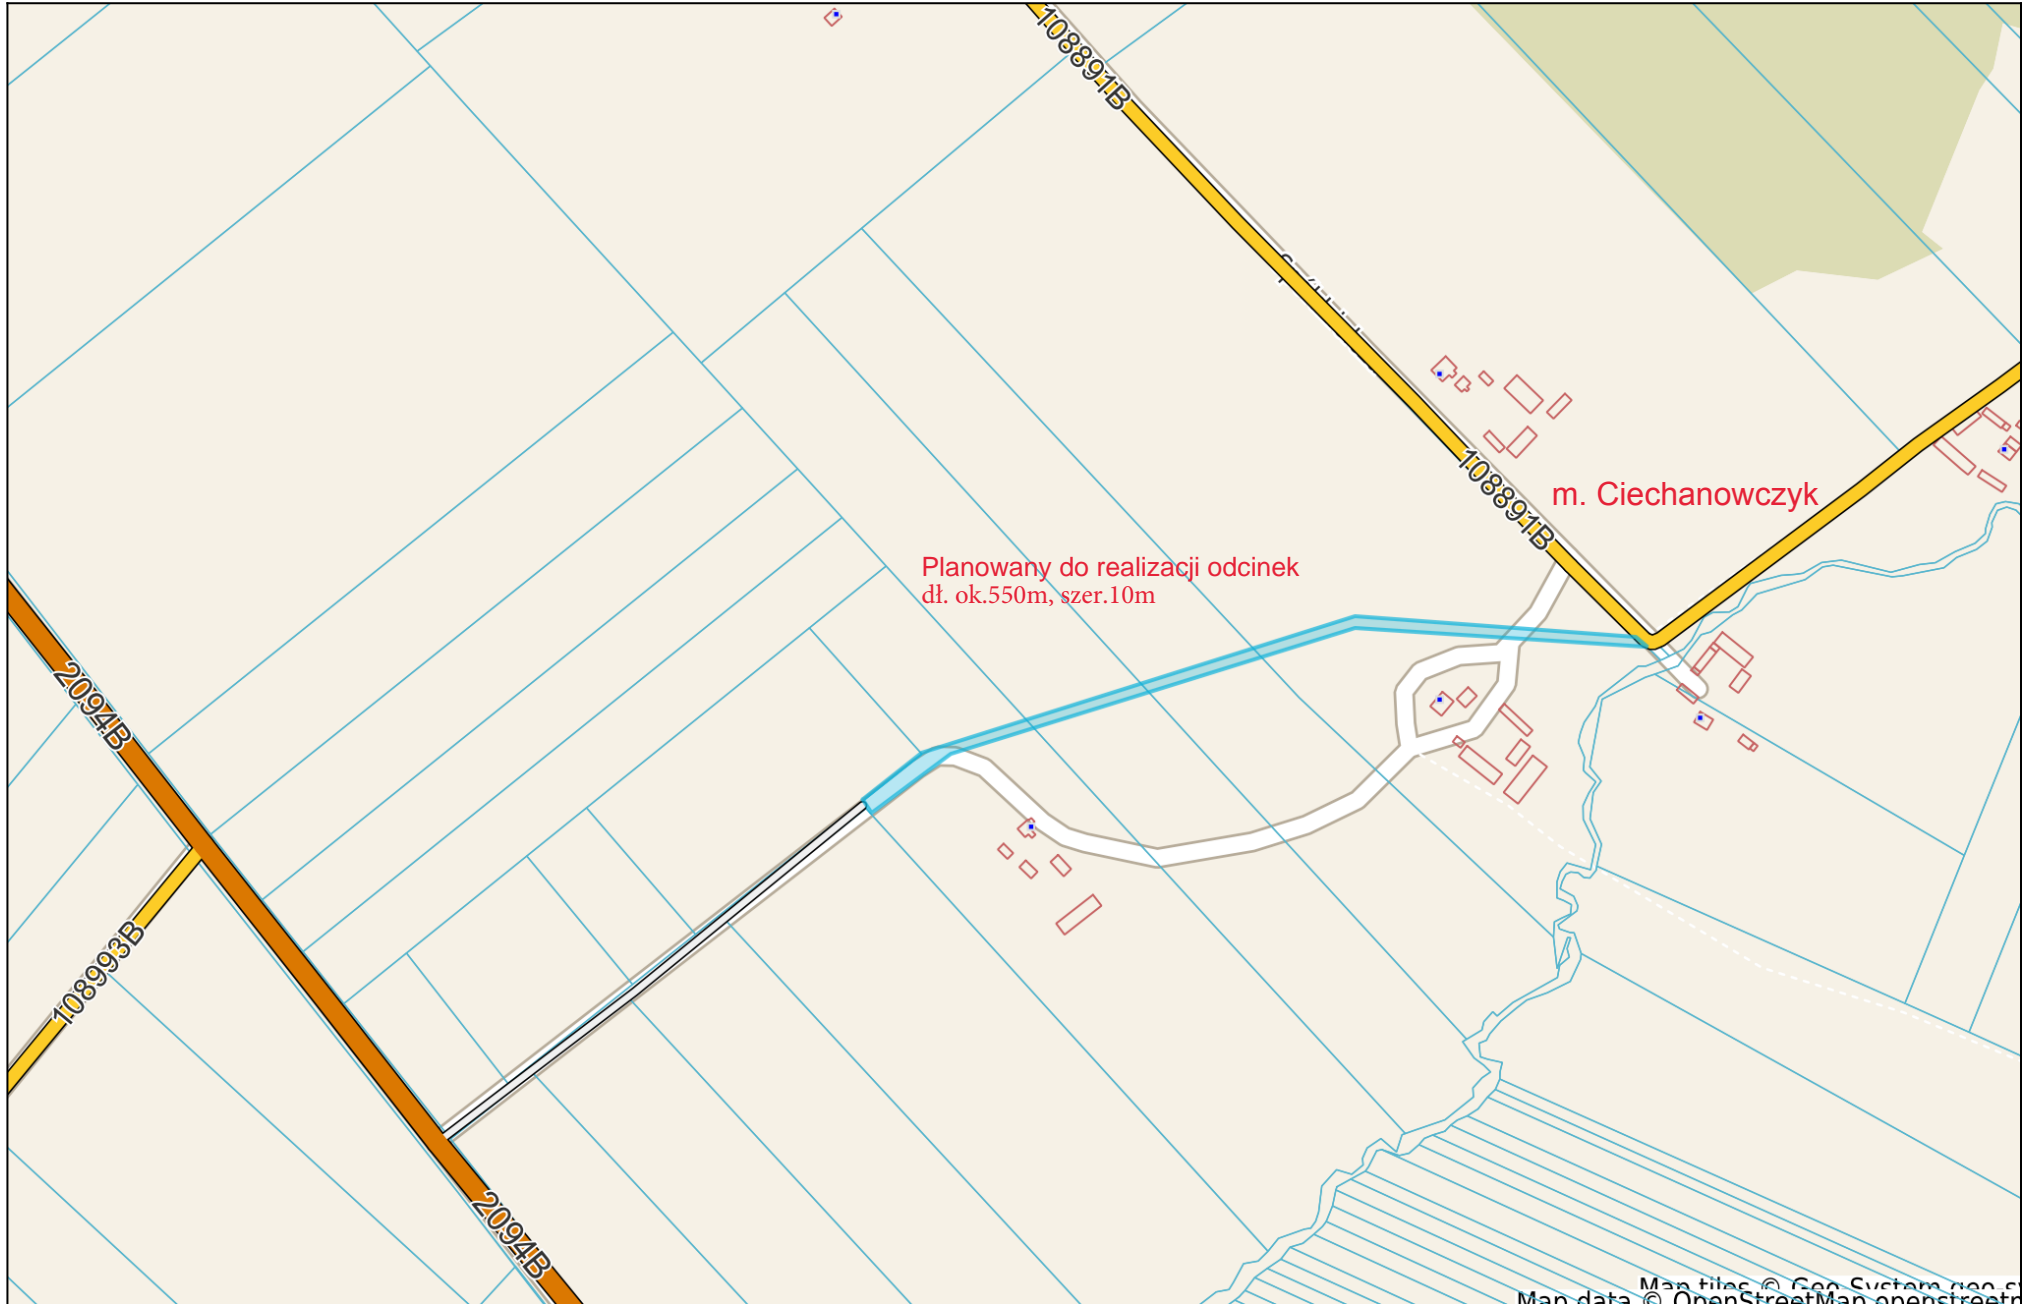 108891B
108891B
m. Ciechanowczyk
Planowany do realizacji odcinek
dł. ok.550m, szer.10m
2094B
108993B
2094B
Map tiles © Geo-System
Map data © OpenStreetMap